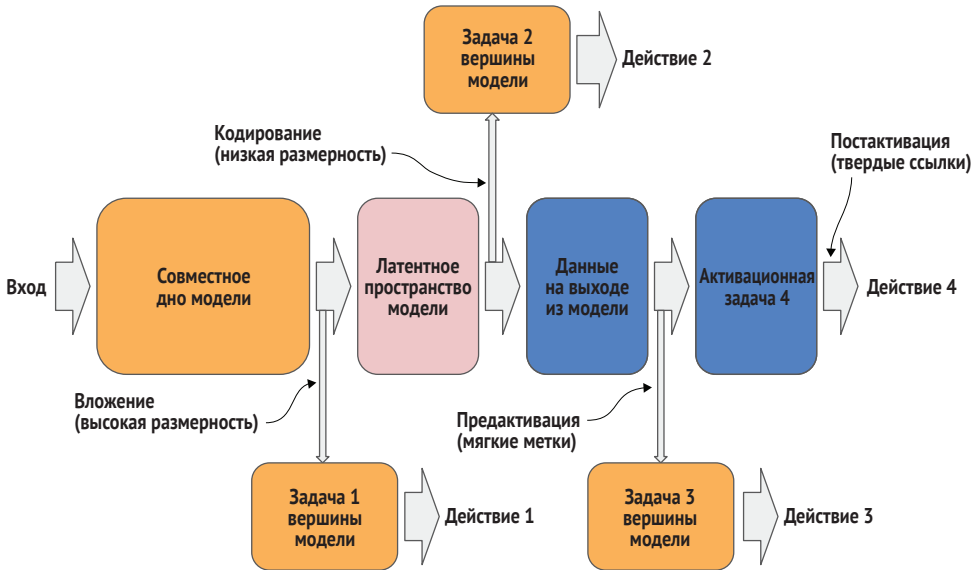 Задача 2
вершины
модели
Действие 2
Кодирование
(низкая размерность)
Постактивация
(твердые ссылки)
Вход
Совместное
дно модели
Латентное
пространство
модели
Данные
на выходе
из модели
Активационная
задача 4
Действие 4
Вложение
(высокая размерность)
Предактивация
(мягкие метки)
Задача 1
вершины
модели
Действие 1
Задача 3
вершины
модели
Действие 3